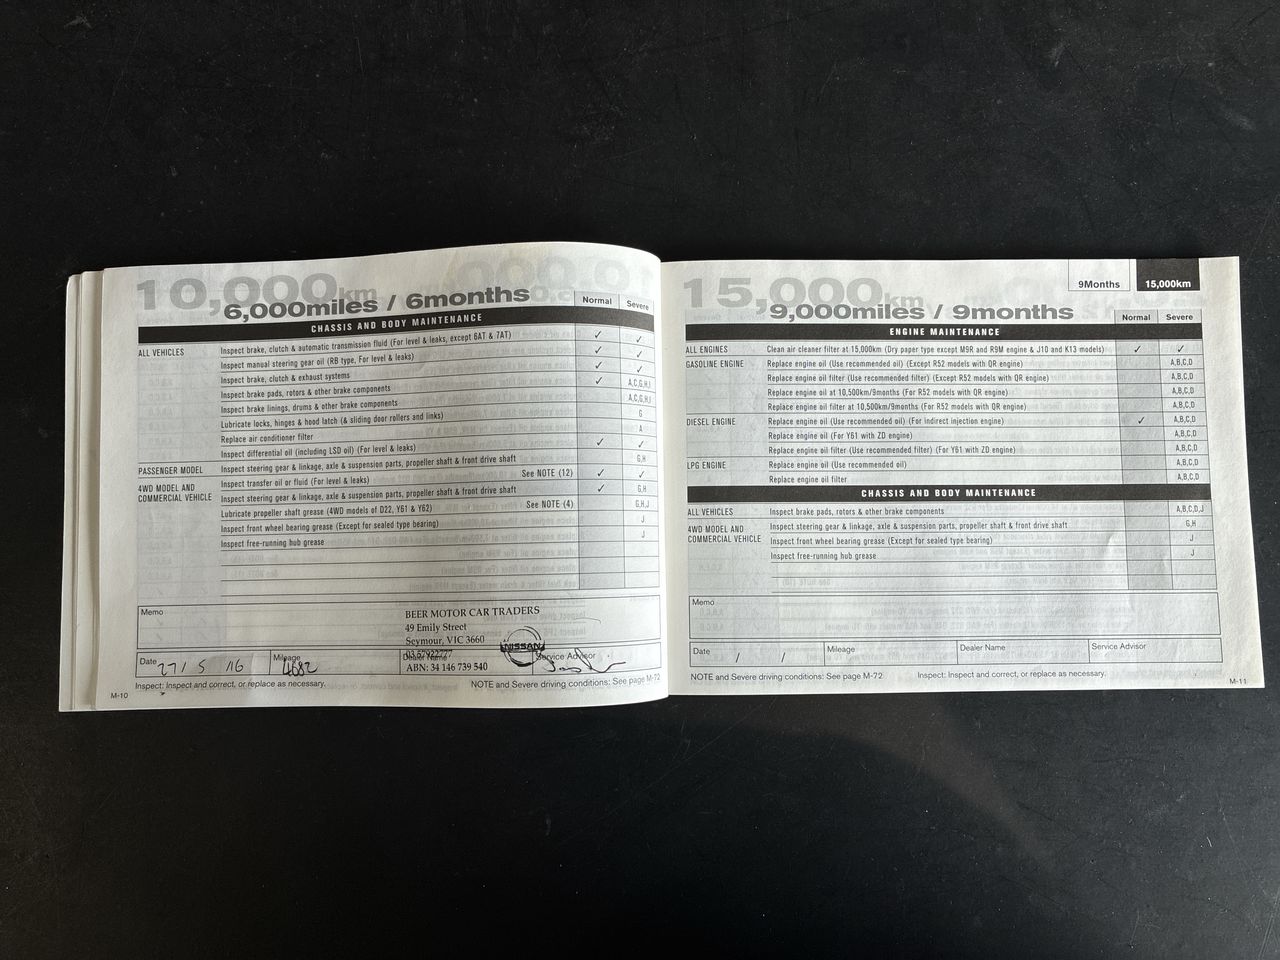 10,000km
6,000miles / 6months
Normal Severe
CHASSIS AND BODY MAINTENANCE
ALL VEHICLES Inspect brake, clutch & automatic transmission fluid (For level & leaks, except 6AT & 7AT) ✓ ✓
Inspect manual steering gear oil (RB type, For level & leaks) ✓ ✓
Inspect brake, clutch & exhaust systems ✓ ✓
Inspect brake pads, rotors & other brake components ✓ A,C,G,H,I
Inspect brake linings, drums & other brake components A,C,G,H,I
Lubricate locks, hinges & hood latch (& sliding door rollers and links) G
Replace air conditioner filter A
Inspect differential oil (including LSD oil) (For level & leaks) ✓ ✓
PASSENGER MODEL Inspect steering gear & linkage, axle & suspension parts, propeller shaft & front drive shaft G,H
4WD MODEL AND COMMERCIAL VEHICLE Inspect transfer oil or fluid (For level & leaks) See NOTE (12) ✓ ✓
Inspect steering gear & linkage, axle & suspension parts, propeller shaft & front drive shaft ✓ G,H
Lubricate propeller shaft grease (4WD models of D22, Y61 & Y62) See NOTE (4) G,H,J
Inspect front wheel bearing grease (Except for sealed type bearing) J
Inspect free-running hub grease J
Memo
BEER MOTOR CAR TRADERS
49 Emily Street
Seymour, VIC 3660
03 57922777
ABN: 34 146 739 540
NISSAN
Date 27/5/16 Mileage 4882 Dealer Name Service Advisor
Inspect: Inspect and correct, or replace as necessary. NOTE and Severe driving conditions: See page M-72
M-10
9Months 15,000km
15,000km
9,000miles / 9months
Normal Severe
ENGINE MAINTENANCE
ALL ENGINES Clean air cleaner filter at 15,000km (Dry paper type except M9R and R9M engine & J10 and K13 models) ✓ ✓
GASOLINE ENGINE Replace engine oil (Use recommended oil) (Except R52 models with QR engine) A,B,C,D
Replace engine oil filter (Use recommended filter) (Except R52 models with QR engine) A,B,C,D
Replace engine oil at 10,500km/9months (For R52 models with QR engine) A,B,C,D
Replace engine oil filter at 10,500km/9months (For R52 models with QR engine) A,B,C,D
DIESEL ENGINE Replace engine oil (Use recommended oil) (For indirect injection engine) ✓ A,B,C,D
Replace engine oil (For Y61 with ZD engine) A,B,C,D
Replace engine oil filter (Use recommended filter) (For Y61 with ZD engine) A,B,C,D
LPG ENGINE Replace engine oil (Use recommended oil) A,B,C,D
Replace engine oil filter A,B,C,D
CHASSIS AND BODY MAINTENANCE
ALL VEHICLES Inspect brake pads, rotors & other brake components A,B,C,D,J
4WD MODEL AND COMMERCIAL VEHICLE Inspect steering gear & linkage, axle & suspension parts, propeller shaft & front drive shaft G,H
Inspect front wheel bearing grease (Except for sealed type bearing) J
Inspect free-running hub grease J
Memo
Date / / Mileage Dealer Name Service Advisor
NOTE and Severe driving conditions: See page M-72 Inspect: Inspect and correct, or replace as necessary.
M-11